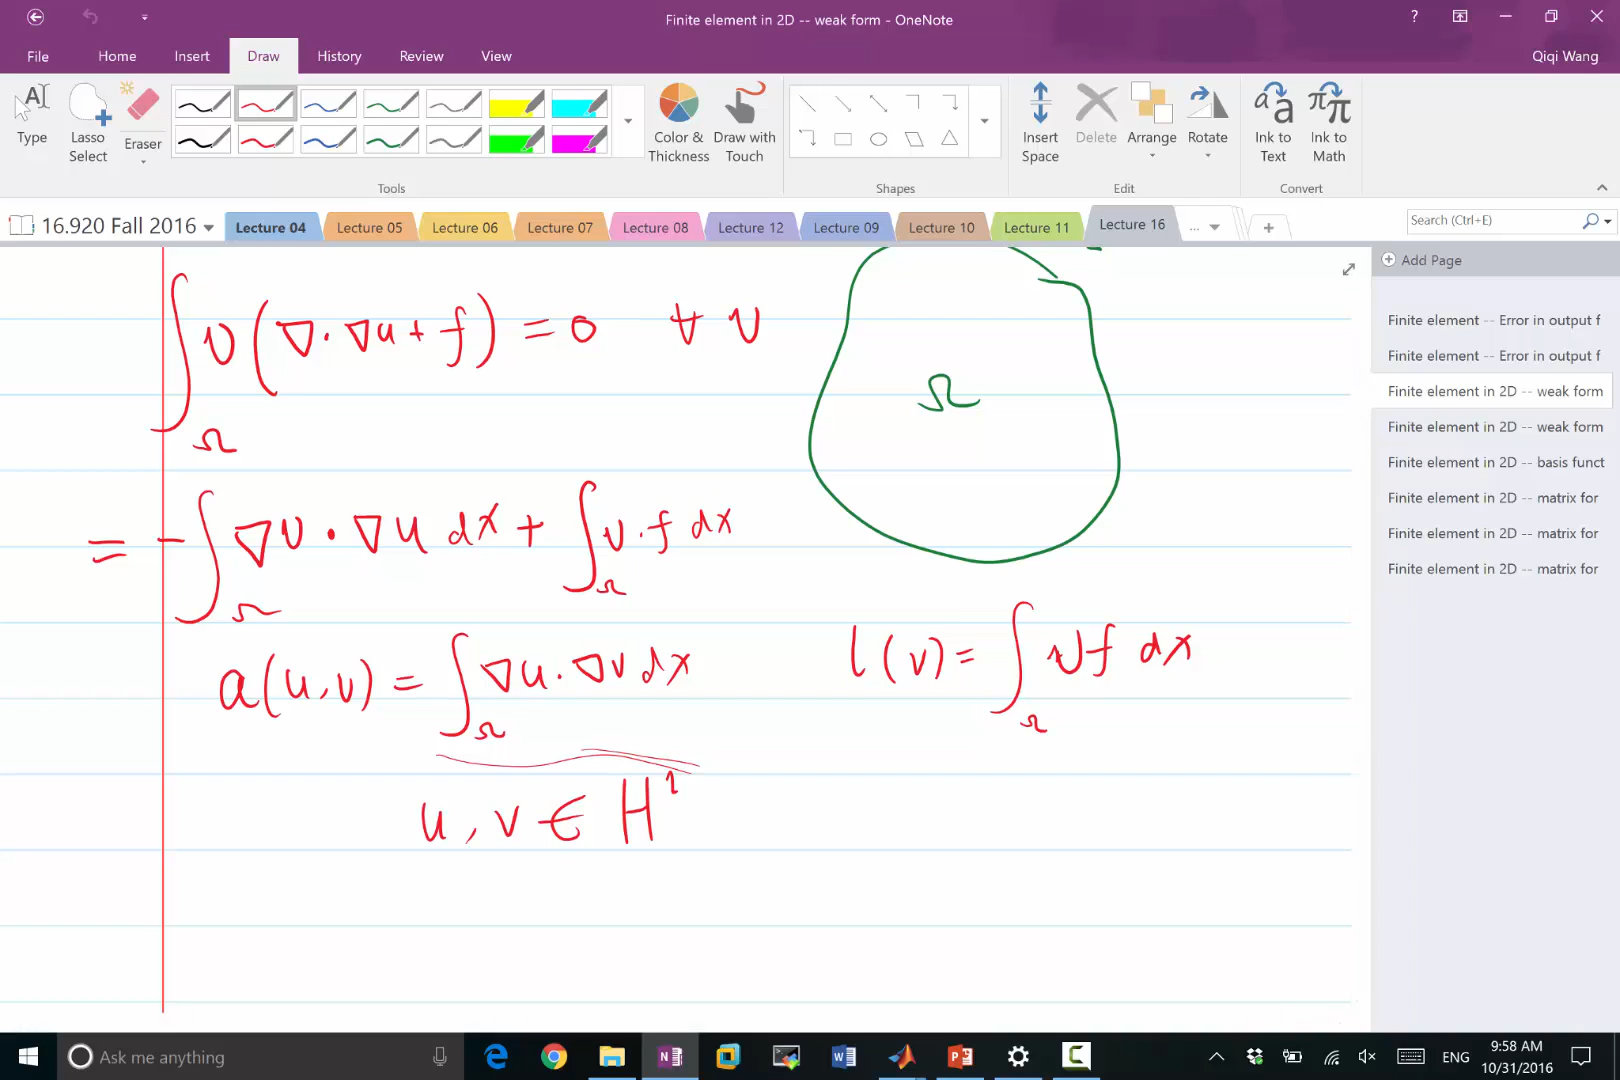 Finite element in 2D -- weak form - OneNote
?
Qiqi Wang
File Home Insert Draw History Review View
Type
Lasso Select
Eraser
Color & Thickness
Draw with Touch
Insert Space
Delete
Arrange
Rotate
Ink to Text
Ink to Math
Tools Shapes Edit Convert
16.920 Fall 2016
Lecture 04 Lecture 05 Lecture 06 Lecture 07 Lecture 08 Lecture 12 Lecture 09 Lecture 10 Lecture 11 Lecture 16 ... +
Search (Ctrl+E)
Add Page
Finite element -- Error in output f
Finite element -- Error in output f
Finite element in 2D -- weak form
Finite element in 2D -- weak form
Finite element in 2D -- basis funct
Finite element in 2D -- matrix for
Finite element in 2D -- matrix for
Finite element in 2D -- matrix for
∫_Ω v(∇·∇u + f) = 0 ∀ v
Ω
= -∫_Ω ∇v·∇u dx + ∫_Ω v·f dx
a(u,v) = ∫_Ω ∇u·∇v dx
l(v) = ∫_Ω vf dx
u, v ∈ H¹
Ask me anything
ENG
9:58 AM
10/31/2016